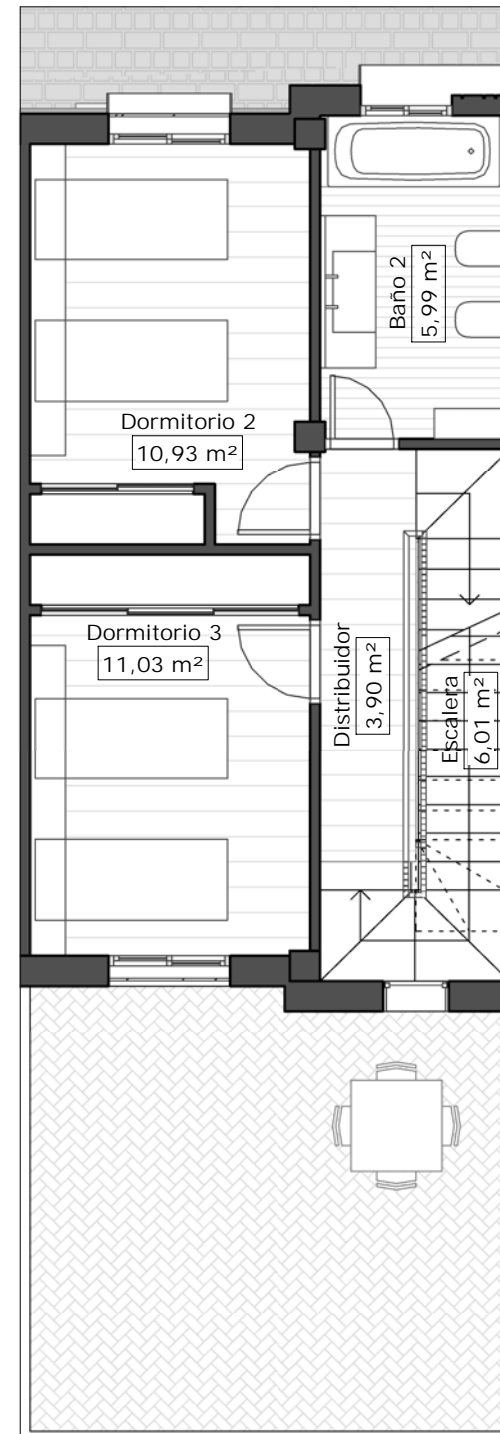 Baño 2
5,99 m²
Dormitorio 2
10,93 m²
Dormitorio 3
11,03 m²
Distribuidor
3,90 m²
Escalera
6,01 m²